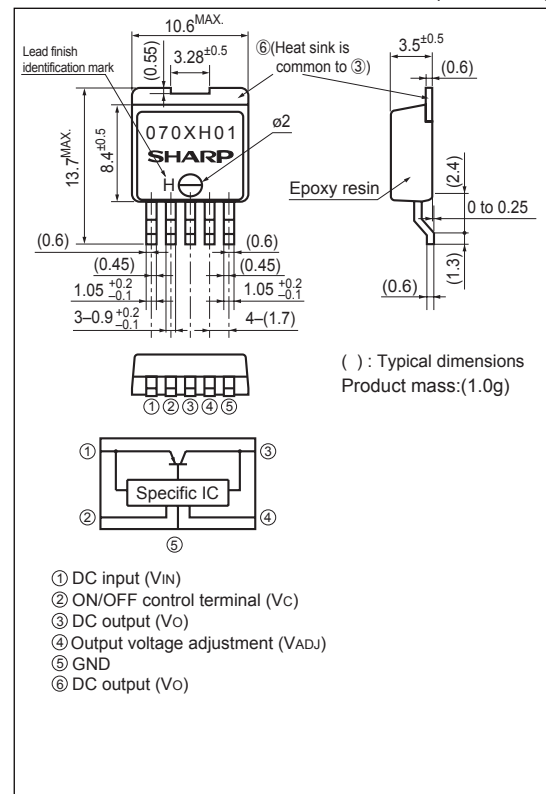 10.6MAX.
3.28±0.5
(0.55)
Lead finish
identification mark
⑥(Heat sink is
common to ③)
3.5±0.5
(0.6)
13.7MAX.
8.4±0.5
070XH01
SHARP
H
ø2
Epoxy resin
(2.4)
0 to 0.25
(0.6)
(0.6)
(0.45)
(0.45)
1.05 +0.2 –0.1
1.05 +0.2 –0.1
3–0.9 +0.2 –0.1
4–(1.7)
(0.6)
(1.3)
( ) : Typical dimensions
Product mass:(1.0g)
① ② ③ ④ ⑤
① ③
Specific IC
② ④
⑤
① DC input (VIN)
② ON/OFF control terminal (VC)
③ DC output (VO)
④ Output voltage adjustment (VADJ)
⑤ GND
⑥ DC output (VO)